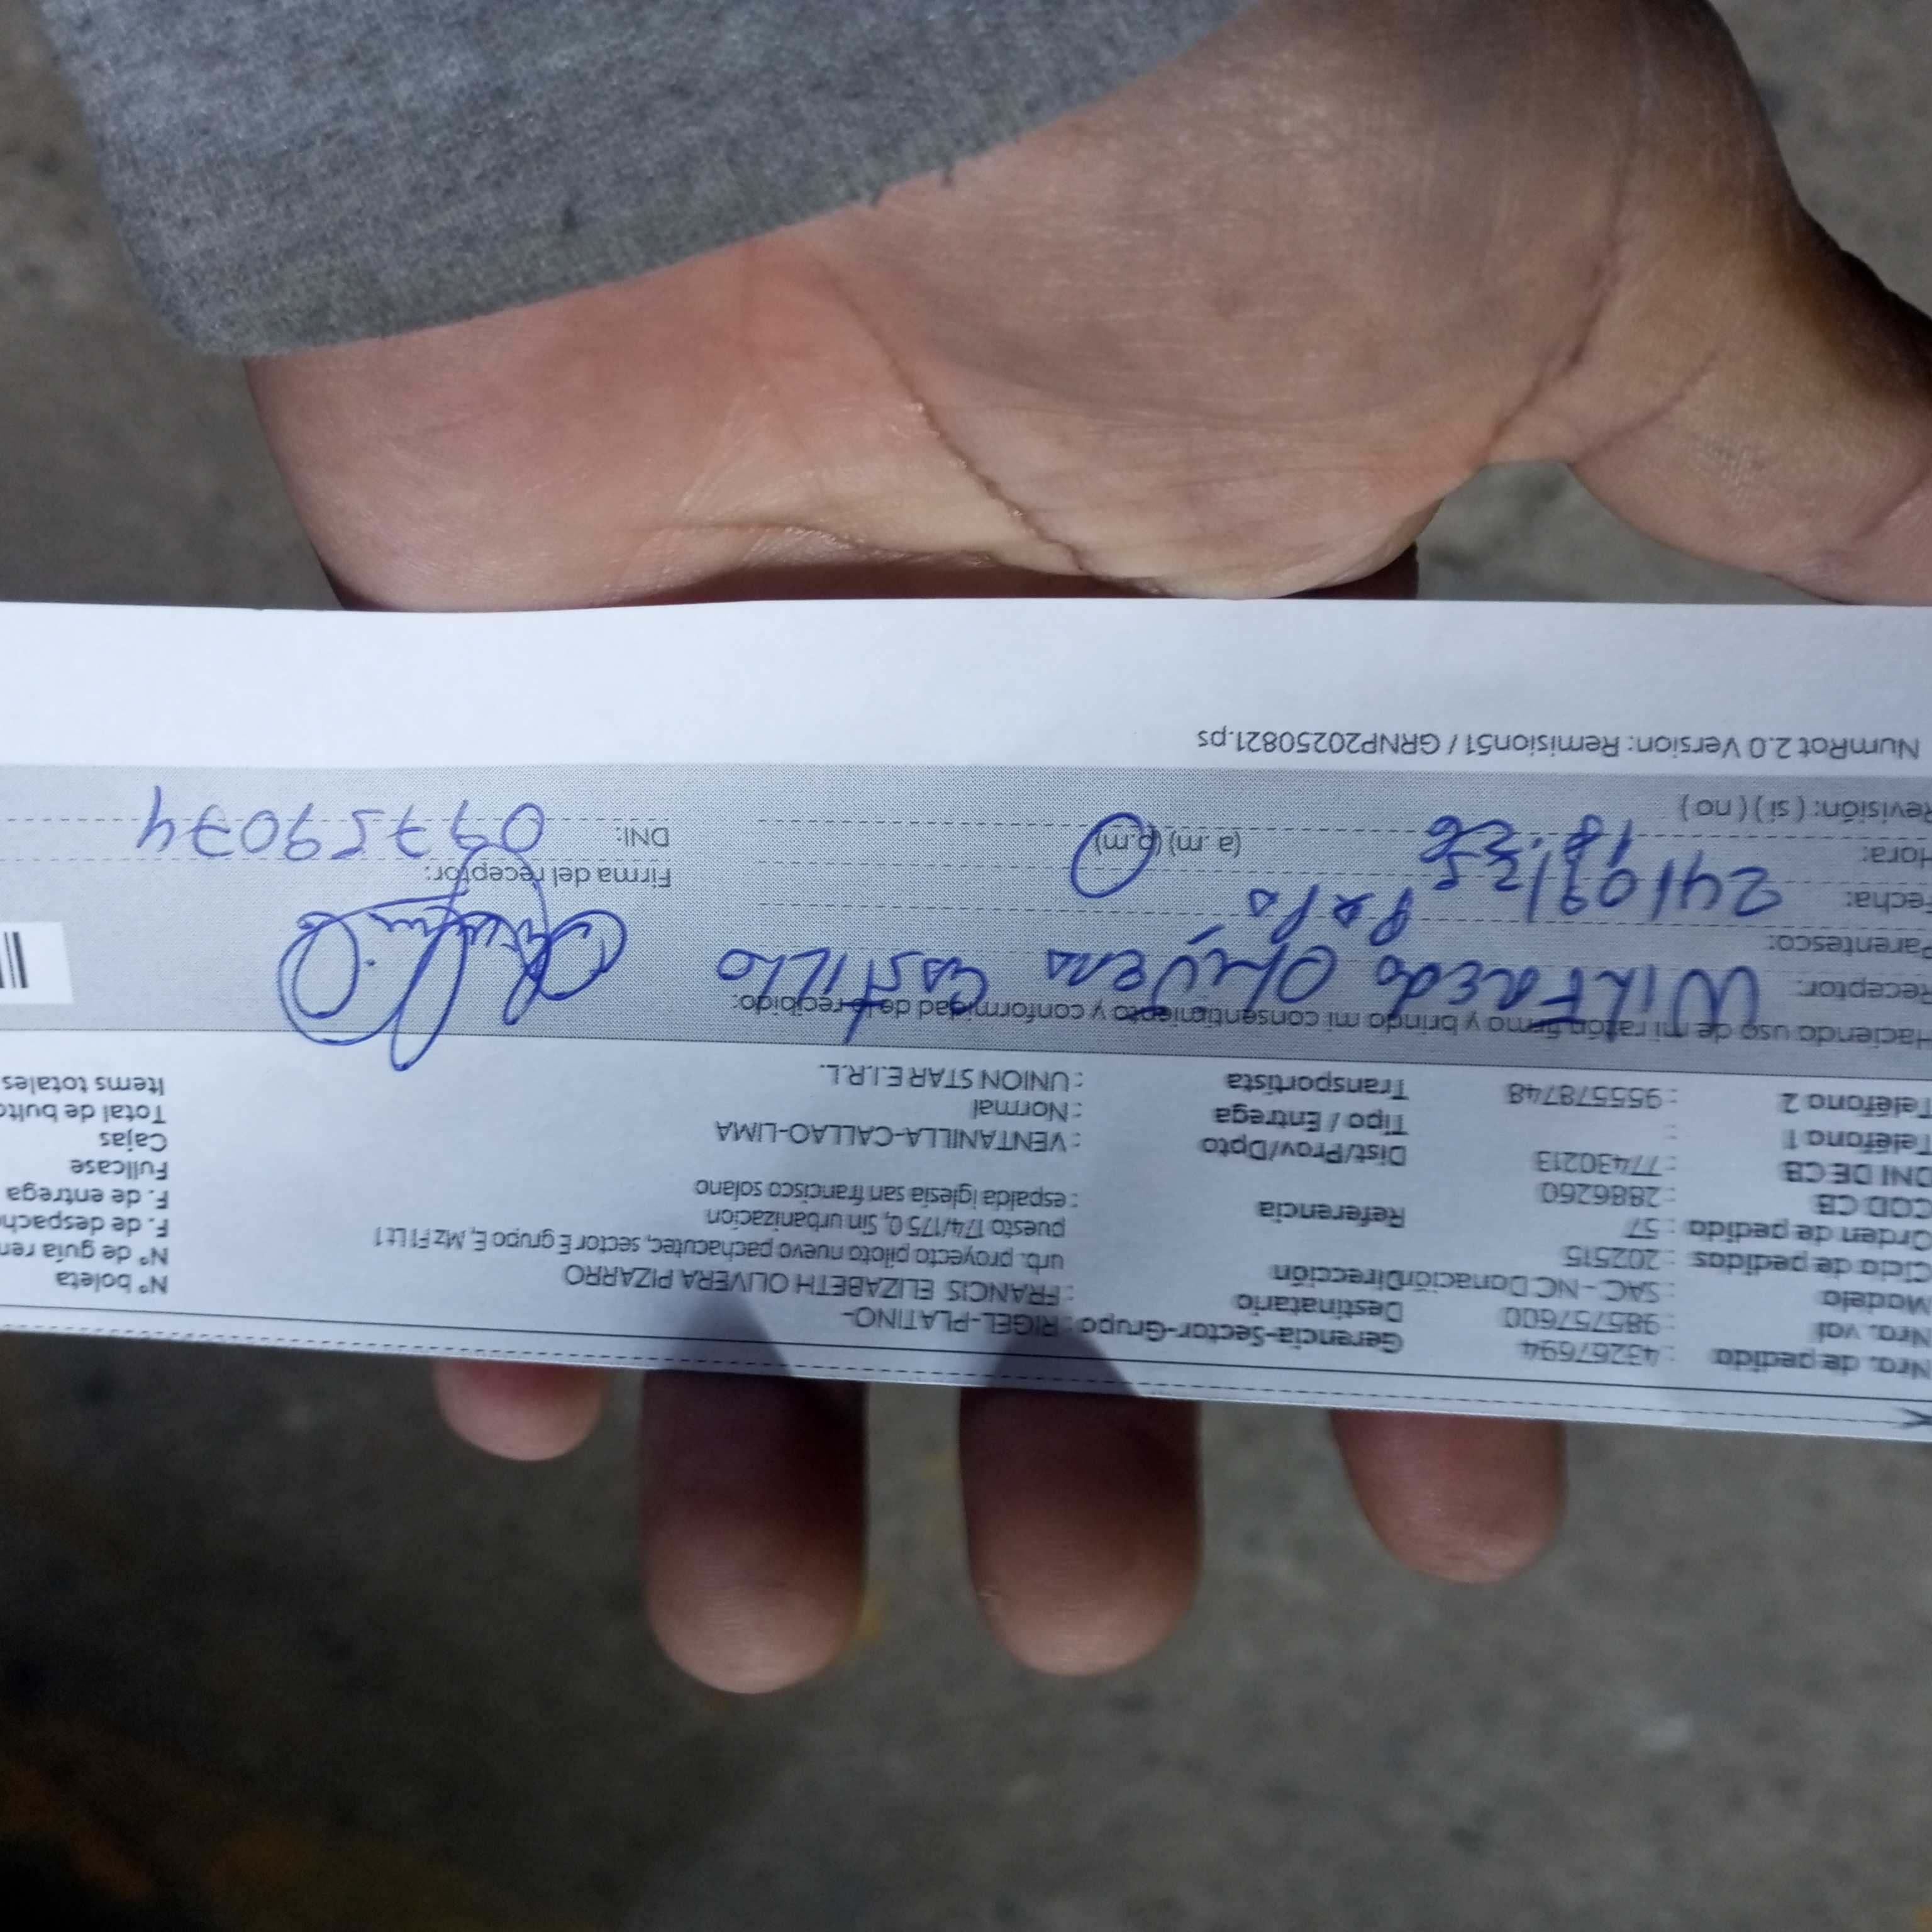 Nro. de pedido : 43267694 Gerencia-Sector-Grupo: RIGEL-PLATINO-
Nro. val : 985757600 Destinatario : FRANCIS ELIZABETH OLIVERA PIZARRO Nº boleta
Modelo : SAC - NC Donación Dirección urb. proyecto piloto nuevo pachacutec, sector E grupo E, Mz F1 Lt 1 Nº de guía
Ciclo de pedidos : 202515 puesto 174/175 0, Sin urbanizacion F. de
Orden de pedido : 57 Referencia : espalda iglesia san francisco solano F. de entrega
COD CB : 2886260 Fullcase
DNI DE CB : 77430213 Dist/Prov/Dpto : VENTANILLA-CALLAO-LIMA Cajas
Teléfono 1 : Tipo / Entrega : Normal Total de
Teléfono 2 : 955578748 Transportista : UNION STAR E.I.R.L. Items totales
Haciendo uso de mi razón firmo y brindo mi consentimiento y conformidad de lo recibido:
Receptor: WILFREDO OLIVERA CASTILLO
Parentesco: PAPA
Fecha: 24/09/25 Firma del receptor:
Hora: (a.m) (p.m) DNI: 09759074
Revisión: ( si ) ( no )
NumRot 2.0 Version: Remision51 / GRNP20250821.ps